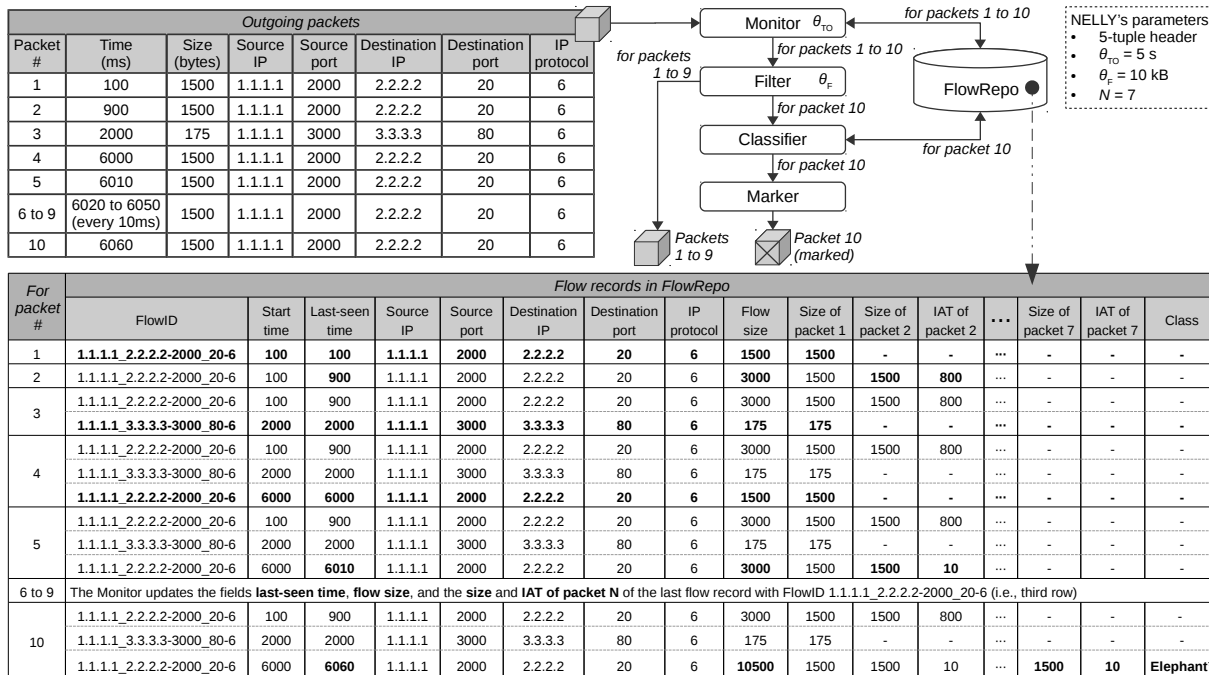 Outgoing packets
Packet # Time (ms) Size (bytes) Source IP Source port Destination IP Destination port IP protocol
1 100 1500 1.1.1.1 2000 2.2.2.2 20 6
2 900 1500 1.1.1.1 2000 2.2.2.2 20 6
3 2000 175 1.1.1.1 3000 3.3.3.3 80 6
4 6000 1500 1.1.1.1 2000 2.2.2.2 20 6
5 6010 1500 1.1.1.1 2000 2.2.2.2 20 6
6 to 9 6020 to 6050 (every 10ms) 1500 1.1.1.1 2000 2.2.2.2 20 6
10 6060 1500 1.1.1.1 2000 2.2.2.2 20 6
Monitor θTO
for packets 1 to 10
for packets 1 to 10
for packets
1 to 9
Filter θF
for packet 10
Classifier
for packet 10
for packet 10
Marker
FlowRepo
Packets
1 to 9
Packet 10
(marked)
NELLY's parameters
• 5-tuple header
• θTO = 5 s
• θF = 10 kB
• N = 7
For packet # Flow records in FlowRepo
FlowID Start time Last-seen time Source IP Source port Destination IP Destination port IP protocol Flow size Size of packet 1 Size of packet 2 IAT of packet 2 ... Size of packet 7 IAT of packet 7 Class
1 1.1.1.1_2.2.2.2-2000_20-6 100 100 1.1.1.1 2000 2.2.2.2 20 6 1500 1500 - - ... - - -
2 1.1.1.1_2.2.2.2-2000_20-6 100 900 1.1.1.1 2000 2.2.2.2 20 6 3000 1500 1500 800 ... - - -
3 1.1.1.1_2.2.2.2-2000_20-6 100 900 1.1.1.1 2000 2.2.2.2 20 6 3000 1500 1500 800 ... - - -
1.1.1.1_3.3.3.3-3000_80-6 2000 2000 1.1.1.1 3000 3.3.3.3 80 6 175 175 - - ... - - -
4 1.1.1.1_2.2.2.2-2000_20-6 100 900 1.1.1.1 2000 2.2.2.2 20 6 3000 1500 1500 800 ... - - -
1.1.1.1_3.3.3.3-3000_80-6 2000 2000 1.1.1.1 3000 3.3.3.3 80 6 175 175 - - ... - - -
1.1.1.1_2.2.2.2-2000_20-6 6000 6000 1.1.1.1 2000 2.2.2.2 20 6 1500 1500 - - ... - - -
5 1.1.1.1_2.2.2.2-2000_20-6 100 900 1.1.1.1 2000 2.2.2.2 20 6 3000 1500 1500 800 ... - - -
1.1.1.1_3.3.3.3-3000_80-6 2000 2000 1.1.1.1 3000 3.3.3.3 80 6 175 175 - - ... - - -
1.1.1.1_2.2.2.2-2000_20-6 6000 6010 1.1.1.1 2000 2.2.2.2 20 6 3000 1500 1500 10 ... - - -
6 to 9 The Monitor updates the fields last-seen time, flow size, and the size and IAT of packet N of the last flow record with FlowID 1.1.1.1_2.2.2.2-2000_20-6 (i.e., third row)
10 1.1.1.1_2.2.2.2-2000_20-6 100 900 1.1.1.1 2000 2.2.2.2 20 6 3000 1500 1500 800 ... - - -
1.1.1.1_3.3.3.3-3000_80-6 2000 2000 1.1.1.1 3000 3.3.3.3 80 6 175 175 - - ... - - -
1.1.1.1_2.2.2.2-2000_20-6 6000 6060 1.1.1.1 2000 2.2.2.2 20 6 10500 1500 1500 10 ... 1500 10 Elephant